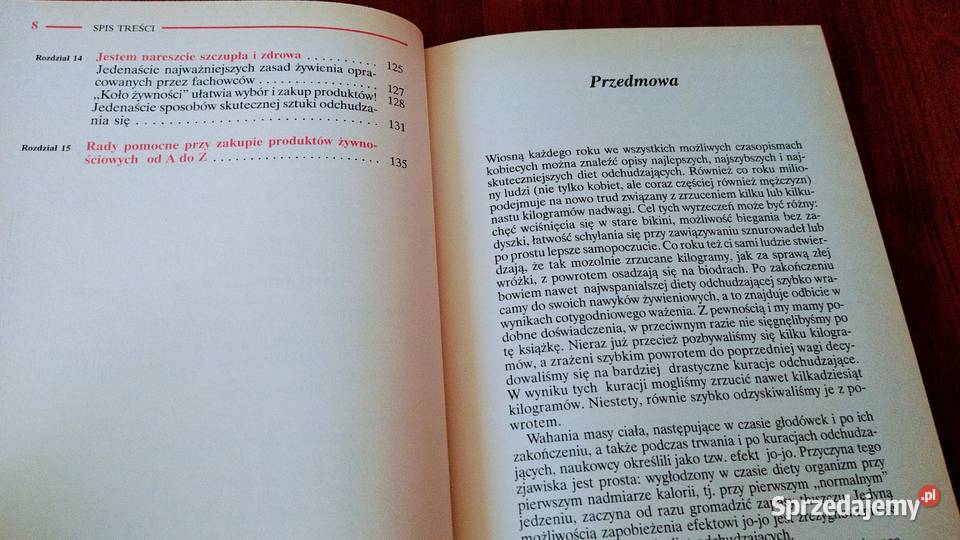 8 SPIS TREŚCI
Rozdział 14 Jestem nareszcie szczupła i zdrowa . . . . . . . . . . 125
Jedenaście najważniejszych zasad żywienia opra-
cowanych przez fachowców . . . . . . . . . . . . . . . . 127
„Koło żywności” ułatwia wybór i zakup produktów! 128
Jedenaście sposobów skutecznej sztuki odchudza-
nia się . . . . . . . . . . . . . . . . . . . . . . . . . . . . . . . 131
Rozdział 15 Rady pomocne przy zakupie produktów żywno-
ściowych od A do Z . . . . . . . . . . . . . . . . . . . . . 135
Przedmowa
Wiosną każdego roku we wszystkich możliwych czasopismach
kobiecych można znaleźć opisy najlepszych, najszybszych i naj-
skuteczniejszych diet odchudzających. Również co roku milio-
ny ludzi (nie tylko kobiet, ale coraz częściej również mężczyzn)
podejmuje na nowo trud związany z zrzuceniem kilku lub kilku-
nastu kilogramów nadwagi. Cel tych wyrzeczeń może być różny:
chęć wciśnięcia się w stare bikini, możliwość biegania bez za-
dyszki, łatwość schylania się przy zawiązywaniu sznurowadeł lub
po prostu lepsze samopoczucie. Co roku też ci sami ludzie stwier-
dzają, że tak mozolnie zrzucane kilogramy, jak za sprawą złej
wróżki, z powrotem osadzają się na biodrach. Po zakończeniu
bowiem nawet najwspanialszej diety odchudzającej szybko wra-
camy do swoich nawyków żywieniowych, a to znajduje odbicie w
wynikach cotygodniowego ważenia. Z pewnością i my mamy po-
dobne doświadczenia, w przeciwnym razie nie sięgnęlibyśmy po
tę książkę. Nieraz już przecież pozbywaliśmy się kilku kilogra-
mów, a zrażeni szybkim powrotem do poprzedniej wagi decy-
dowaliśmy się na bardziej drastyczne kuracje odchudzające.
W wyniku tych kuracji mogliśmy zrzucić nawet kilkadziesiąt
kilogramów. Niestety, równie szybko odzyskiwaliśmy je z po-
wrotem.
Wahania masy ciała, następujące w czasie głodówek i po ich
zakończeniu, a także podczas trwania i po kuracjach odchudza-
jących, naukowcy określili jako tzw. efekt jo-jo. Przyczyna tego
zjawiska jest prosta: wygłodzony w czasie diety organizm przy
pierwszym nadmiarze kalorii, tj. przy pierwszym „normalnym”
jedzeniu, zaczyna od razu gromadzić zapasy tłuszczu. Jedyną
możliwością zapobieżenia efektowi jo-jo jest
odchudzających.
Sprzedajemy.pl